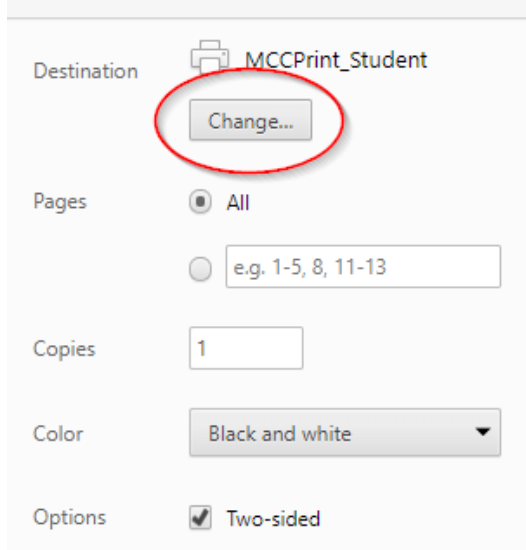 Destination MCCPrint_Student
Change...
Pages All
e.g. 1-5, 8, 11-13
Copies 1
Color Black and white
Options Two-sided